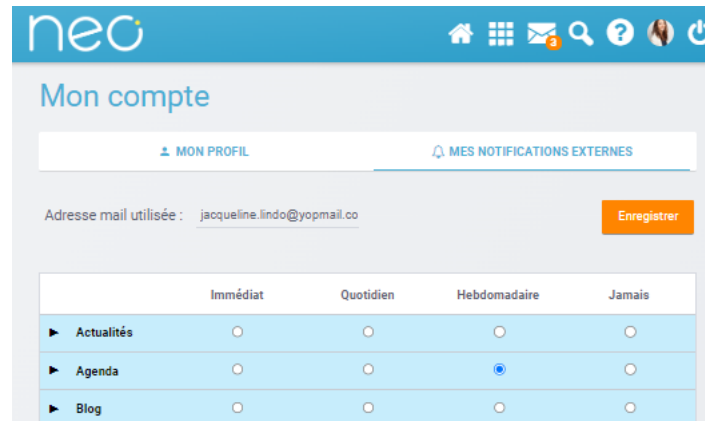 neo
2
?
Mon compte
MON PROFIL
MES NOTIFICATIONS EXTERNES
Adresse mail utilisée : jacqueline.lindo@yopmail.co
Enregistrer
Immédiat Quotidien Hebdomadaire Jamais
Actualités
Agenda
Blog